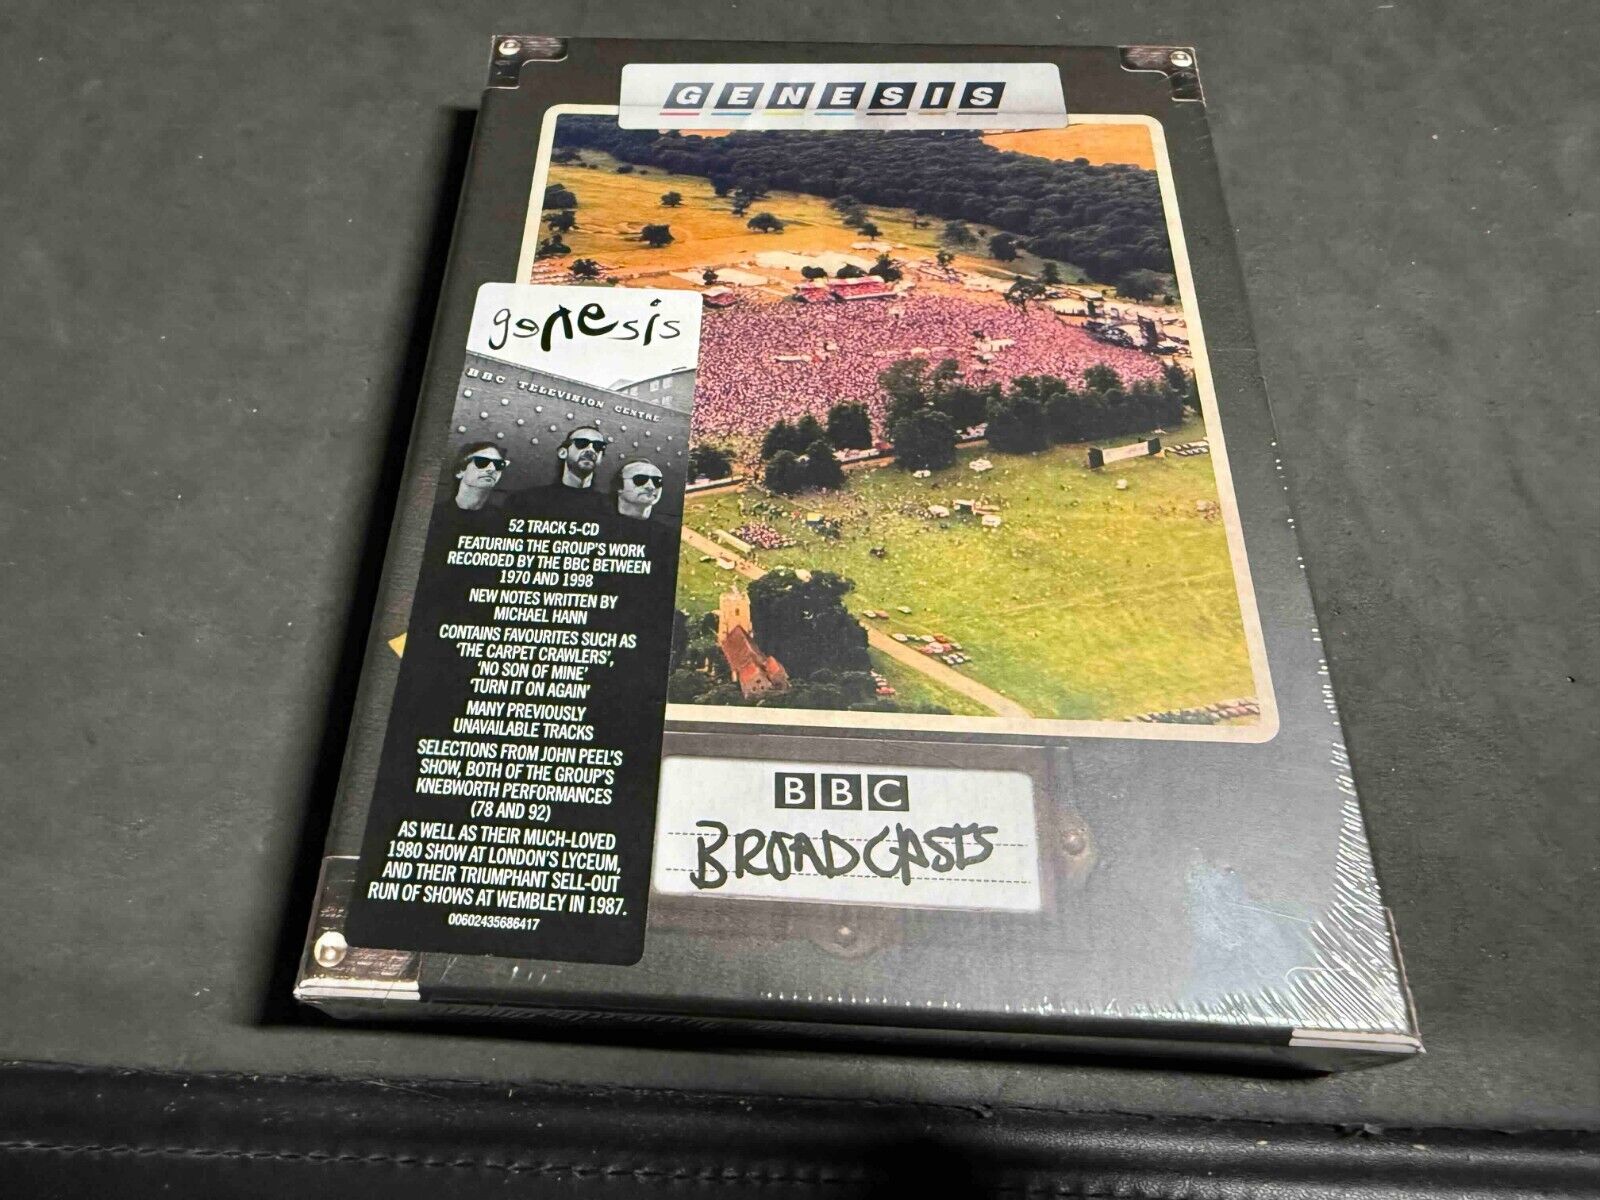 GENESIS
genesis
BBC TELEVISION CENTRE
52 TRACK 5-CD
FEATURING THE GROUP'S WORK
RECORDED BY THE BBC BETWEEN
1970 AND 1998
NEW NOTES WRITTEN BY
MICHAEL HANN
CONTAINS FAVOURITES SUCH AS
'THE CARPET CRAWLERS',
'NO SON OF MINE'
'TURN IT ON AGAIN'
MANY PREVIOUSLY
UNAVAILABLE TRACKS
SELECTIONS FROM JOHN PEEL'S
SHOW, BOTH OF THE GROUP'S
KNEBWORTH PERFORMANCES
(78 AND 92)
AS WELL AS THEIR MUCH-LOVED
1980 SHOW AT LONDON'S LYCEUM,
AND THEIR TRIUMPHANT SELL-OUT
RUN OF SHOWS AT WEMBLEY IN 1987.
00602435686417
BBC
BROADCASTS